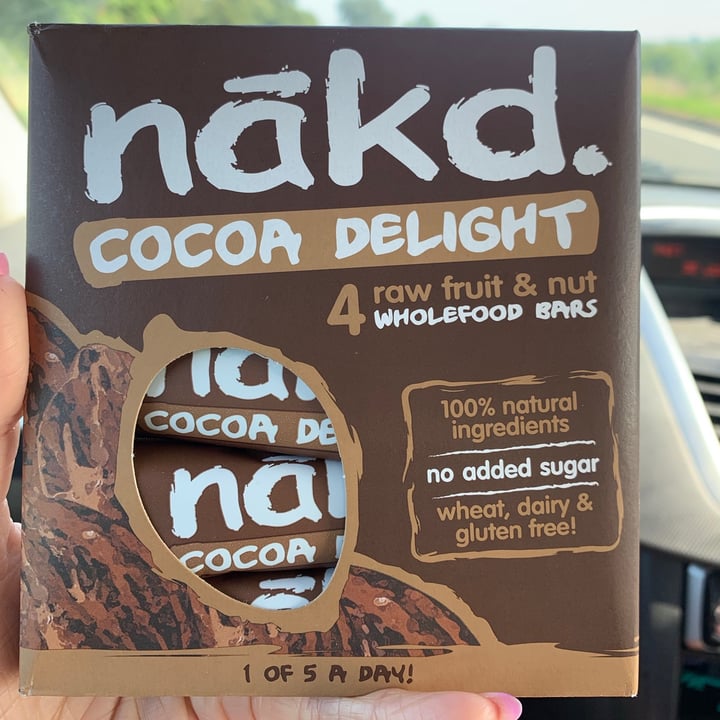 nākd.
COCOA DELIGHT
4 raw fruit & nut
WHOLEFOOD BARS
100% natural
ingredients
no added sugar
wheat, dairy &
gluten free!
COCOA DE
nā
COCOA
1 OF 5 A DAY!